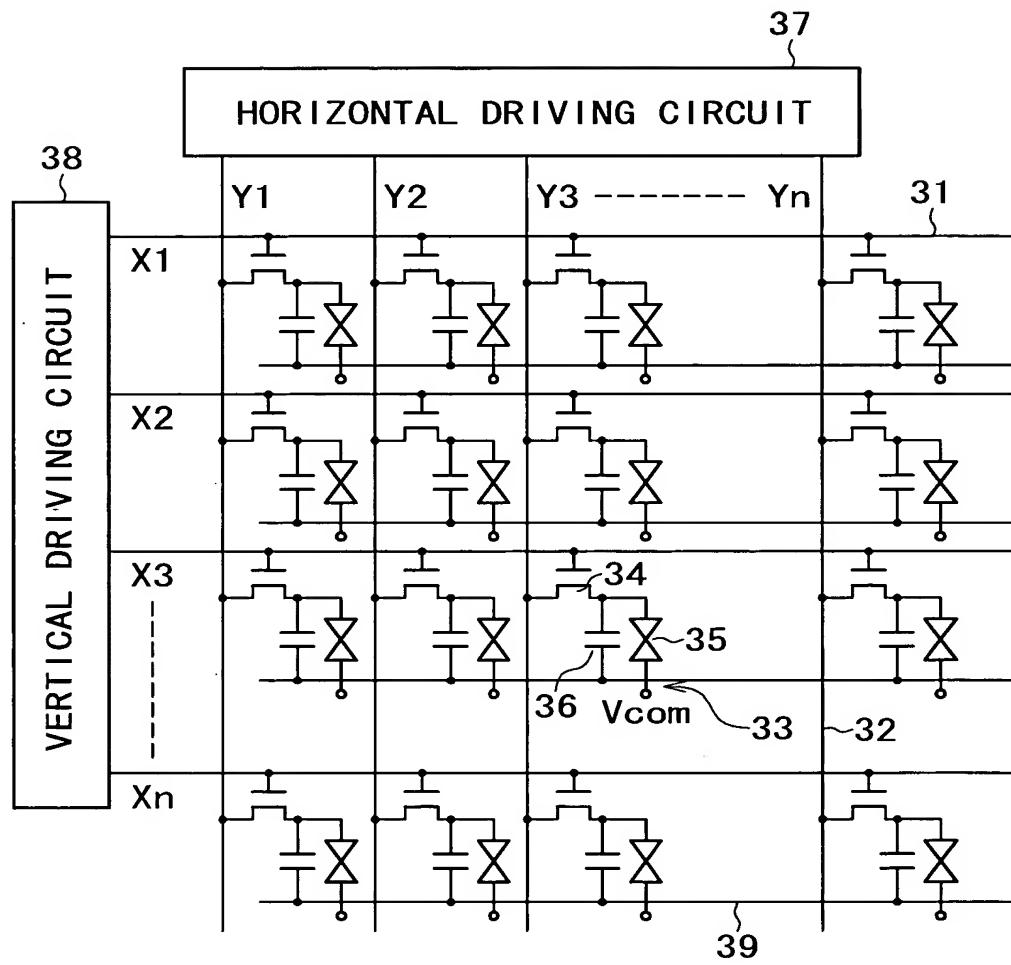 37
HORIZONTAL DRIVING CIRCUIT
38
VERTICAL DRIVING CIRCUIT
Y1 Y2 Y3 Yn
31
X1
X2
X3
34
35
36
Vcom
33
32
Xn
39